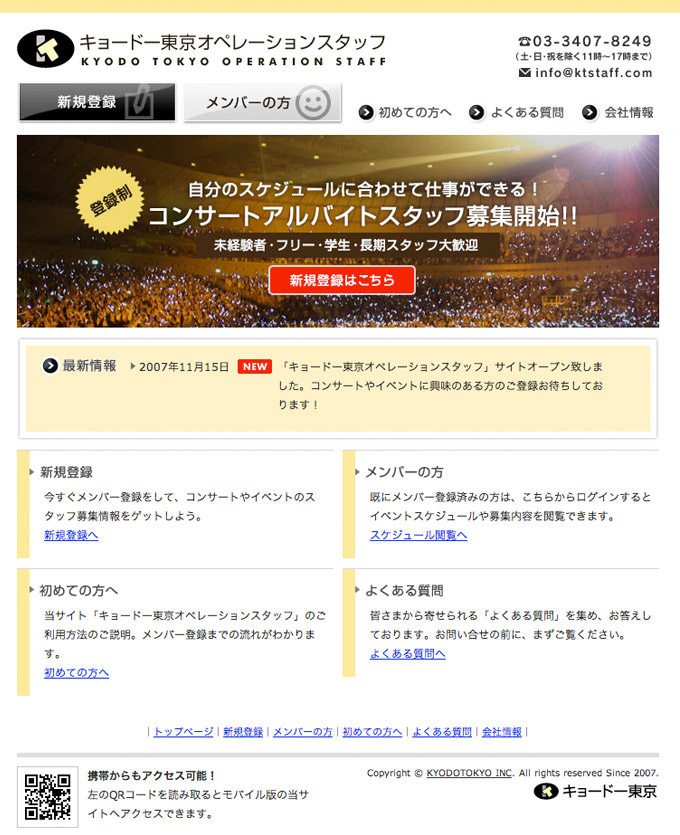 キョードー東京オペレーションスタッフ
KYODO TOKYO OPERATION STAFF
☎03-3407-8249
(土・日・祝を除く11時〜17時まで)
info@ktstaff.com
新規登録
メンバーの方
初めての方へ
よくある質問
会社情報
登録制
自分のスケジュールに合わせて仕事ができる！
コンサートアルバイトスタッフ募集開始!!
未経験者・フリー・学生・長期スタッフ大歓迎
新規登録はこちら
最新情報
2007年11月15日 NEW 「キョードー東京オペレーションスタッフ」サイトオープン致しま
した。コンサートやイベントに興味のある方のご登録お待ちしてお
ります！
新規登録
今すぐメンバー登録をして、コンサートやイベントのス
タッフ募集情報をゲットしよう。
新規登録へ
メンバーの方
既にメンバー登録済みの方は、こちらからログインすると
イベントスケジュールや募集内容を閲覧できます。
スケジュール閲覧へ
初めての方へ
当サイト「キョードー東京オペレーションスタッフ」のご
利用方法のご説明。メンバー登録までの流れがわかりま
す。
初めての方へ
よくある質問
皆さまから寄せられる「よくある質問」を集め、お答えし
ております。お問い合せの前に、まずご覧ください。
よくある質問へ
| トップページ | 新規登録 | メンバーの方 | 初めての方へ | よくある質問 | 会社情報 |
携帯からもアクセス可能！
左のQRコードを読み取るとモバイル版の当サ
イトへアクセスできます。
Copyright © KYODOTOKYO INC. All rights reserved Since 2007.
キョードー東京